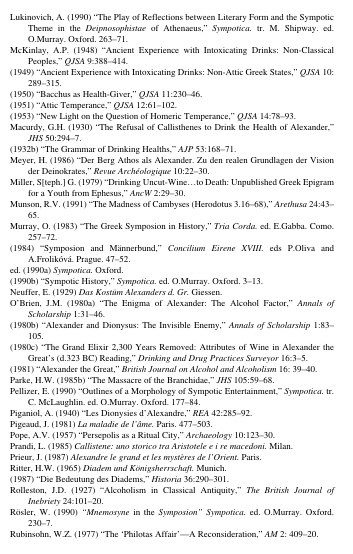 Lukinovich, A. (1990) “The Play of Reflections between Literary Form and the Sympotic
Theme in the Deipnosophistae of Athenaeus,” Sympotica. tr. M. Shipway. ed.
O.Murray. Oxford. 263–71.
McKinlay, A.P. (1948) “Ancient Experience with Intoxicating Drinks: Non-Classical
Peoples,” QJSA 9:388–414.
(1949) “Ancient Experience with Intoxicating Drinks: Non-Attic Greek States,” QJSA 10:
289–315.
(1950) “Bacchus as Health-Giver,” QJSA 11:230–46.
(1951) “Attic Temperance,” QJSA 12:61–102.
(1953) “New Light on the Question of Homeric Temperance,” QJSA 14:78–93.
Macurdy, G.H. (1930) “The Refusal of Callisthenes to Drink the Health of Alexander,”
JHS 50:294–7.
(1932b) “The Grammar of Drinking Healths,” AJP 53:168–71.
Meyer, H. (1986) “Der Berg Athos als Alexander. Zu den realen Grundlagen der Vision
der Deinokrates,” Revue Archéologique 10:22–30.
Miller, S[teph.] G. (1979) “Drinking Uncut-Wine…to Death: Unpublished Greek Epigram
for a Youth from Ephesus,” AncW 2:29–30.
Munson, R.V. (1991) “The Madness of Cambyses (Herodotus 3.16–68),” Arethusa 24:43–
65.
Murray, O. (1983) “The Greek Symposion in History,” Tria Corda. ed. E.Gabba. Como.
257–72.
(1984) “Symposion and Männerbund,” Concilium Eirene XVIII. eds P.Oliva and
A.Frolikóvá. Prague. 47–52.
ed. (1990a) Sympotica. Oxford.
(1990b) “Sympotic History,” Sympotica. ed. O.Murray. Oxford. 3–13.
Neuffer, E. (1929) Das Kostüm Alexanders d. Gr. Giessen.
O’Brien, J.M. (1980a) “The Enigma of Alexander: The Alcohol Factor,” Annals of
Scholarship 1:31–46.
(1980b) “Alexander and Dionysus: The Invisible Enemy,” Annals of Scholarship 1:83–
105.
(1980c) “The Grand Elixir 2,300 Years Removed: Attributes of Wine in Alexander the
Great’s (d.323 BC) Reading,” Drinking and Drug Practices Surveyor 16:3–5.
(1981) “Alexander the Great,” British Journal on Alcohol and Alcoholism 16: 39–40.
Parke, H.W. (1985b) “The Massacre of the Branchidae,” JHS 105:59–68.
Pellizer, E. (1990) “Outlines of a Morphology of Sympotic Entertainment,” Sympotica. tr.
C. McLaughlin. ed. O.Murray. Oxford. 177–84.
Piganiol, A. (1940) “Les Dionysies d’Alexandre,” REA 42:285–92.
Pigeaud, J. (1981) La maladie de l’âme. Paris. 477–503.
Pope, A.V. (1957) “Persepolis as a Ritual City,” Archaeology 10:123–30.
Prandi, L. (1985) Callistene: uno storico tra Aristotele e i re macedoni. Milan.
Prieur, J. (1987) Alexandre le grand et les mystères de l’Orient. Paris.
Ritter, H.W. (1965) Diadem und Königsherrschaft. Munich.
(1987) “Die Bedeutung des Diadems,” Historia 36:290–301.
Rolleston, J.D. (1927) “Alcoholism in Classical Antiquity,” The British Journal of
Inebriety 24:101–20.
Rösler, W. (1990) “Mnemosyne in the Symposion” Sympotica. ed. O.Murray. Oxford.
230–7.
Rubinsohn, W.Z. (1977) “The ‘Philotas Affair’—A Reconsideration,” AM 2: 409–20.